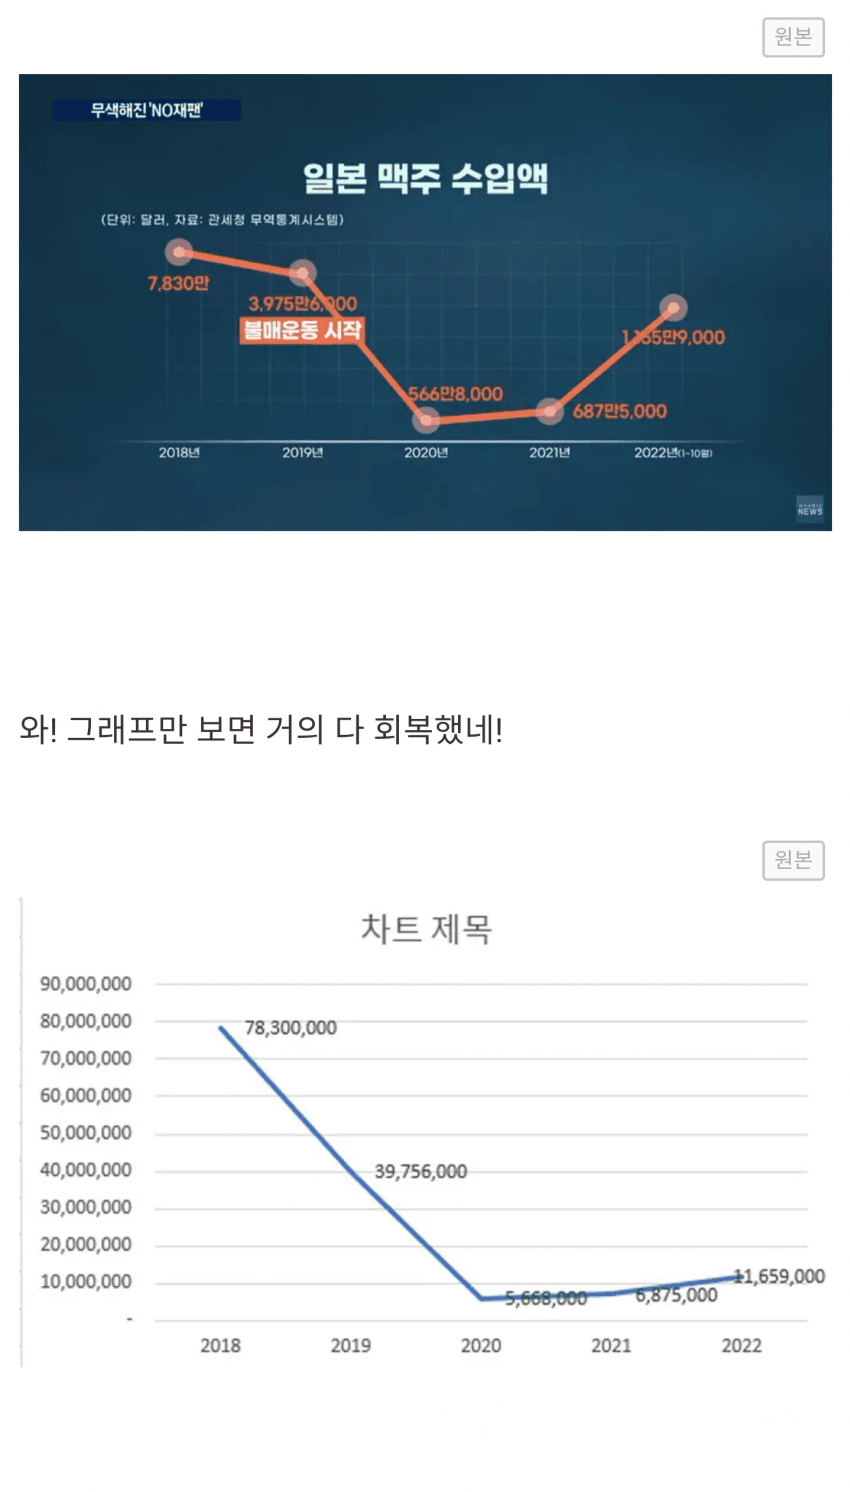 원본
무색해진 'NO재팬'
일본 맥주 수입액
(단위: 달러, 자료: 관세청 무역통계시스템)
7,830만
3,975만6,000
불매운동 시작
566만8,000
687만5,000
2018년
2019년
2020년
2021년
2022년(1~10월)
NEWS
와! 그래프만 보면 거의 다 회복했네!
원본
차트 제목
90,000,000
80,000,000
70,000,000
60,000,000
50,000,000
40,000,000
30,000,000
20,000,000
10,000,000
-
78,300,000
39,756,000
5,668,000
6,875,000
11,659,000
2018
2019
2020
2021
2022